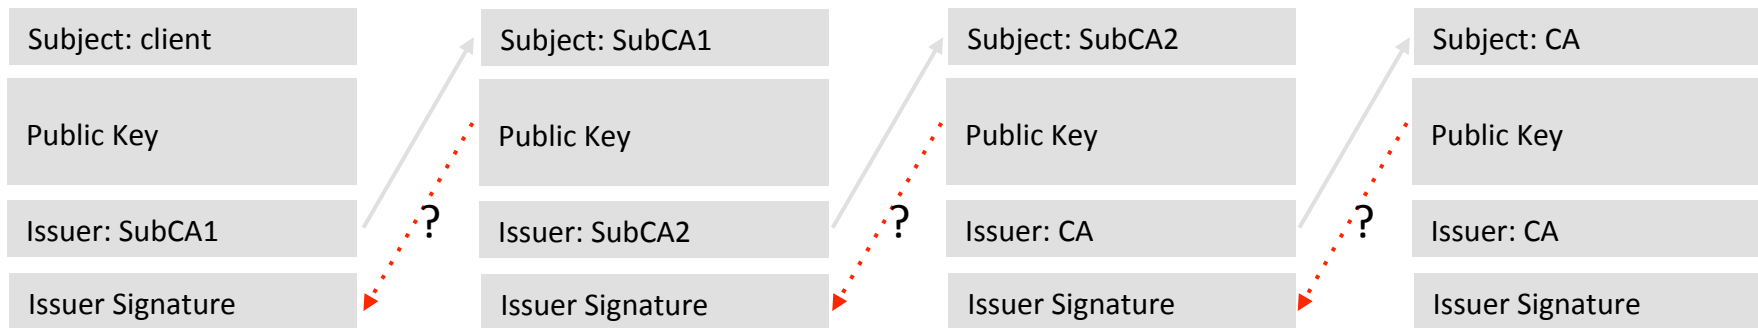 Subject: client
Public Key
Issuer: SubCA1
Issuer Signature
?
Subject: SubCA1
Public Key
Issuer: SubCA2
Issuer Signature
?
Subject: SubCA2
Public Key
Issuer: CA
Issuer Signature
?
Subject: CA
Public Key
Issuer: CA
Issuer Signature